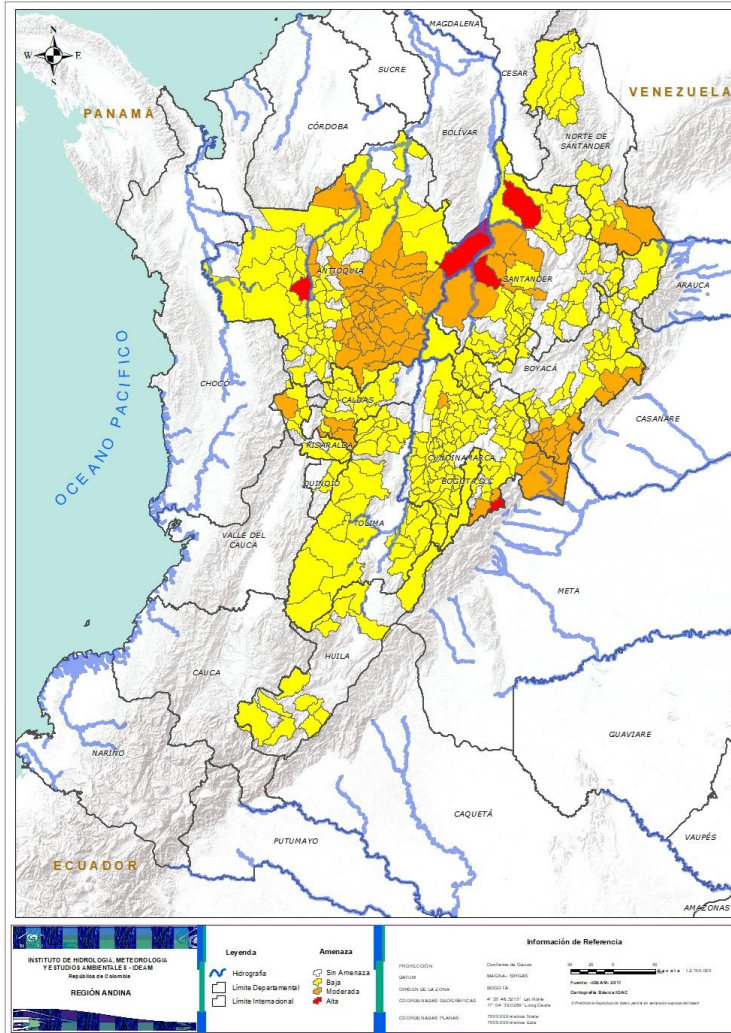 N
W E
S
MAGDALENA
SUCRE
CESAR
VENEZUELA
PANAMÁ
CÓRDOBA
BOLÍVAR
NORTE DE
SANTANDER
ANTIOQUIA
SANTANDER
ARAUCA
OCEANO PACIFICO
CHOCÓ
BOYACÁ
CALDAS
CASANARE
RISARALDA
CUNDINAMARCA
QUINDIO
BOGOTÁ D.C
TOLIMA
VALLE DEL
CAUCA
META
HUILA
CAUCA
GUAVIARE
NARIÑO
CAQUETÁ
PUTUMAYO
VAUPÉS
ECUADOR
AMAZONAS
INSTITUTO DE HIDROLOGIA, METEOROLOGIA
Y ESTUDIOS AMBIENTALES - IDEAM
República de Colombia
REGIÓN ANDINA
Leyenda
Hidrografía
Límite Departamental
Límite Internacional
Amenaza
Sin Amenaza
Baja
Moderada
Alta
Información de Referencia
PROYECCIÓN
DATUM
MAGNA - SIRGAS
ORIGEN DE LA ZONA
BOGOTÁ
COORDENADAS GEOGRÁFICAS
COORDENADAS PLANAS
Escala
Fuente: IDEAM- 2011
Cartografía Básica IGAC